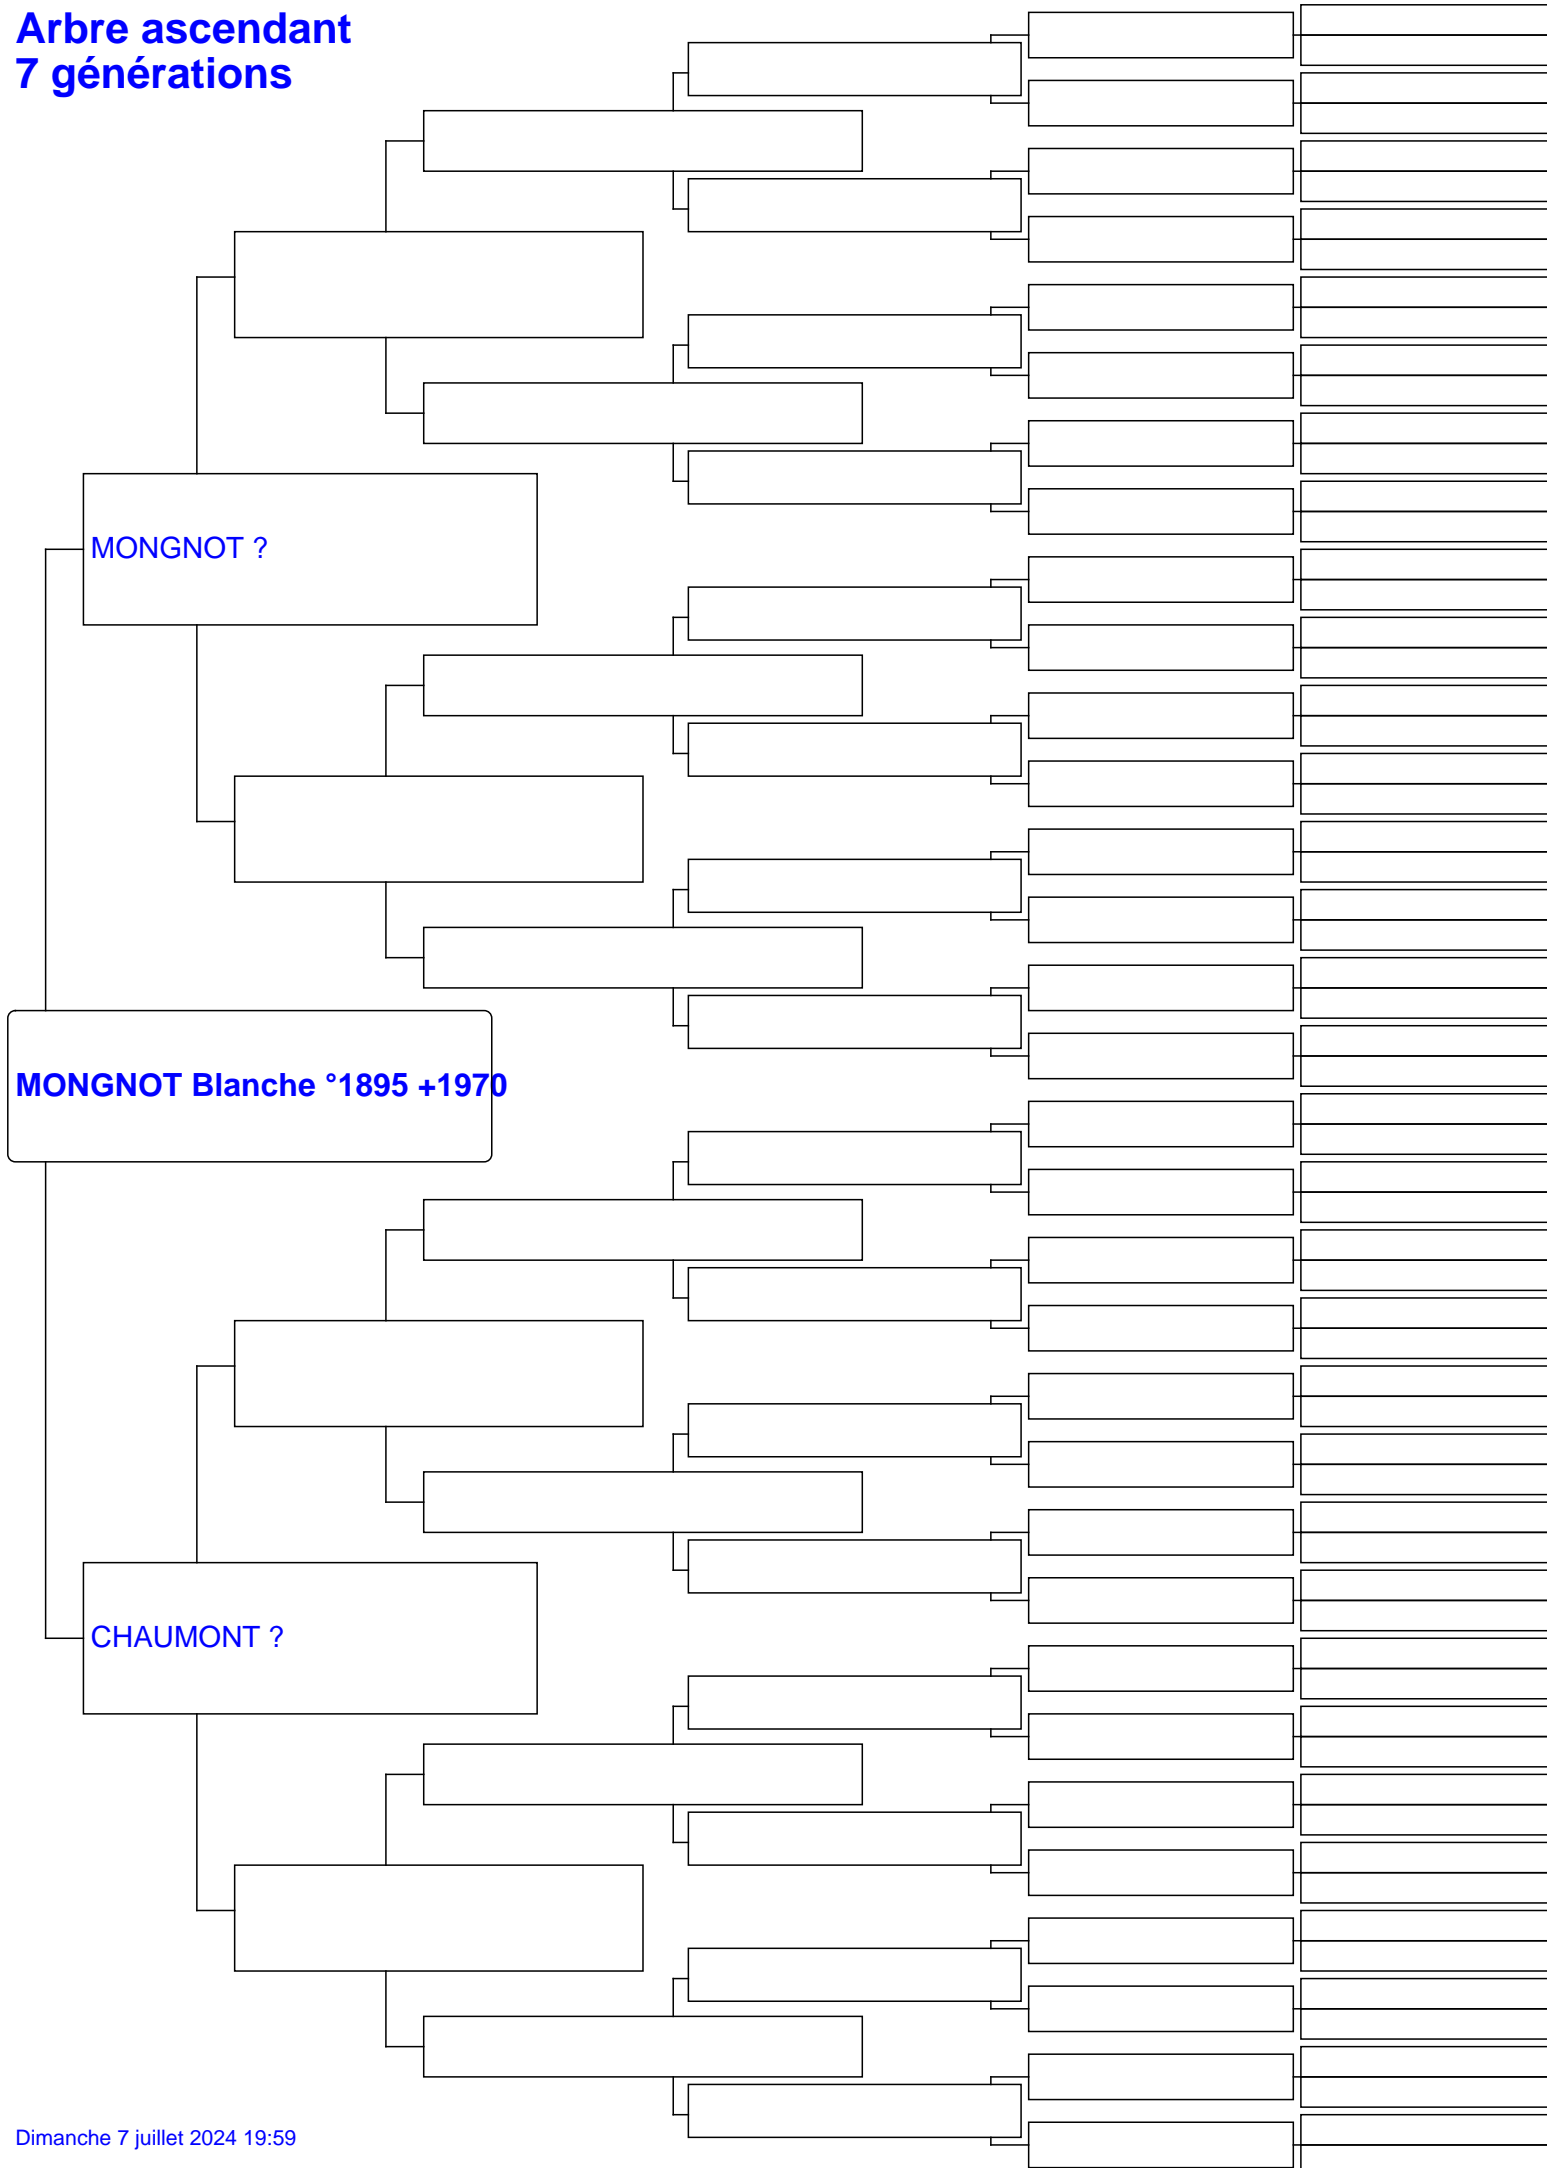 Arbre ascendant
7 générations
MONGNOT ?
MONGNOT Blanche °1895 +1970
CHAUMONT ?
Dimanche 7 juillet 2024 19:59